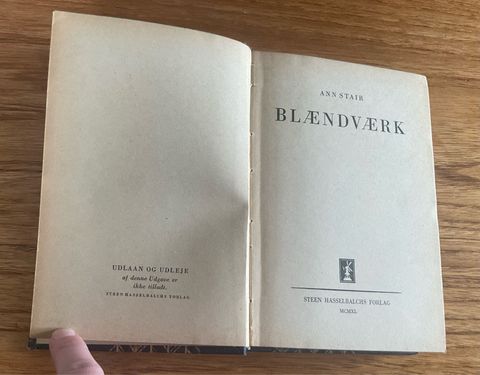 UDLAAN OG UDLEJE
af denne Udgave er
ikke tilladt.
STEEN HASSELBALCHS FORLAG
ANN STAIR
BLÆNDVÆRK
STEEN HASSELBALCHS FORLAG
MCMXL